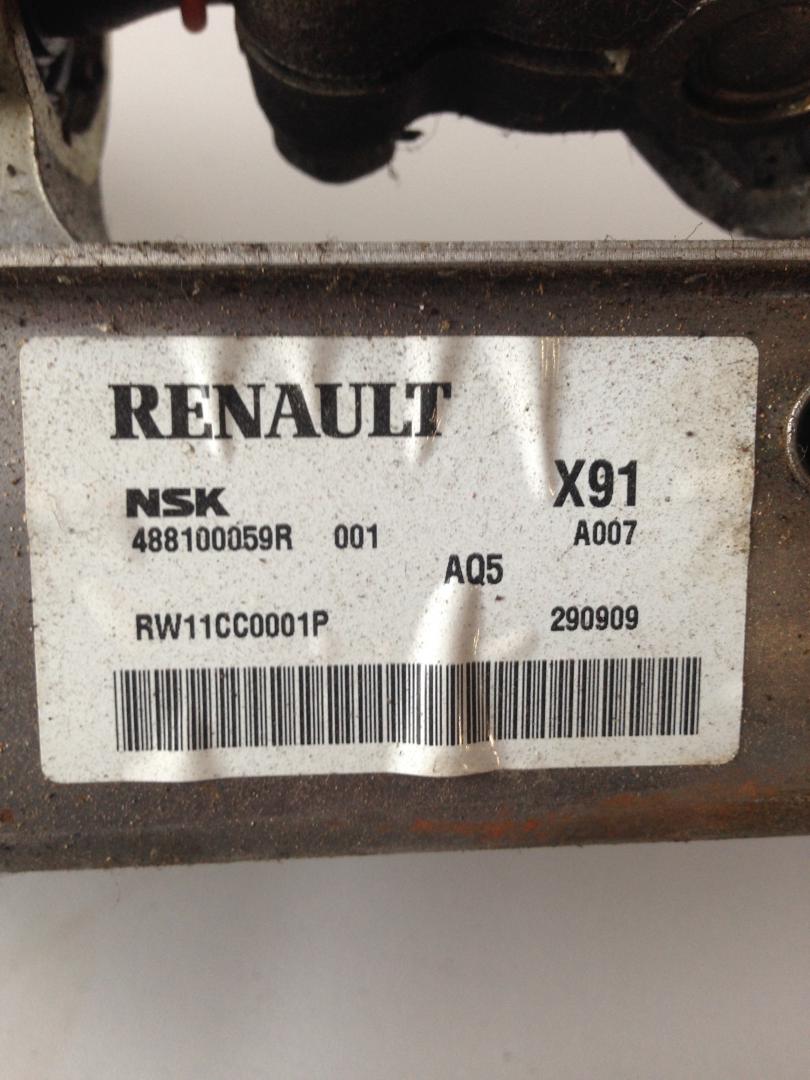 RENAULT
NSK X91
488100059R 001 A007
AQ5
RW11CC0001P 290909